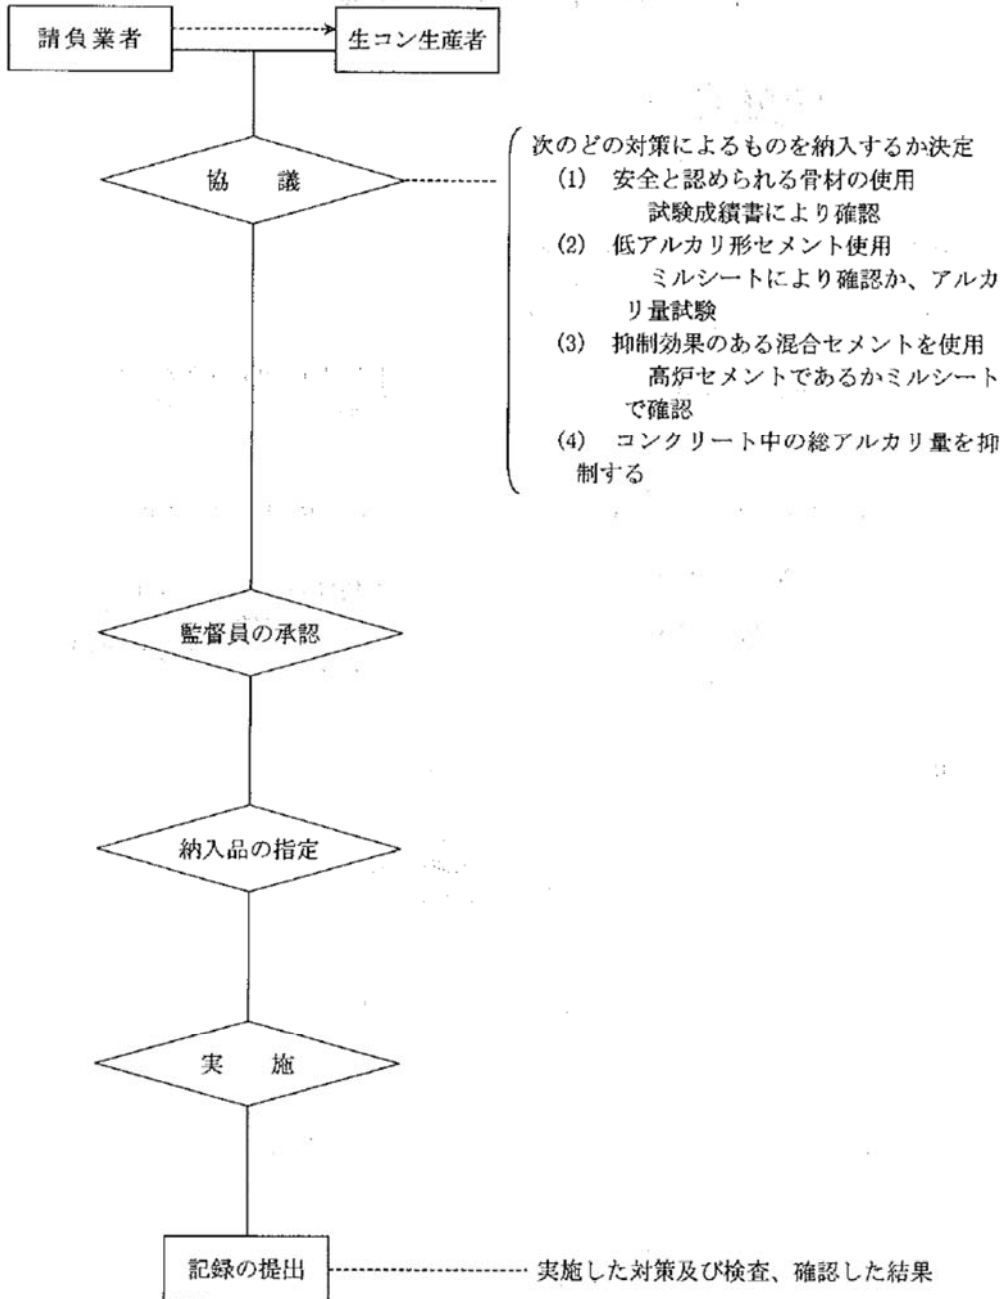 請負業者
生コン生産者
協　議
次のどの対策によるものを納入するか決定
(1)　安全と認められる骨材の使用
試験成績書により確認
(2)　低アルカリ形セメント使用
ミルシートにより確認か、アルカ
リ量試験
(3)　抑制効果のある混合セメントを使用
高炉セメントであるかミルシート
で確認
(4)　コンクリート中の総アルカリ量を抑
制する
監督員の承認
納入品の指定
実　施
記録の提出
実施した対策及び検査、確認した結果